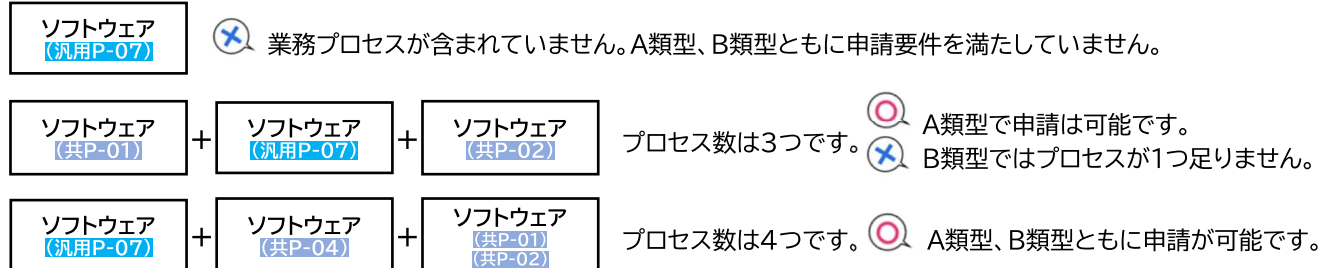 ソフトウェア
(汎用P-07)
業務プロセスが含まれていません。A類型、B類型ともに申請要件を満たしていません。
ソフトウェア
(共P-01)
+
ソフトウェア
(汎用P-07)
+
ソフトウェア
(共P-02)
プロセス数は3つです。
A類型で申請は可能です。
B類型ではプロセスが1つ足りません。
ソフトウェア
(汎用P-07)
+
ソフトウェア
(共P-04)
+
ソフトウェア
(共P-01)
(共P-02)
プロセス数は4つです。
A類型、B類型ともに申請が可能です。